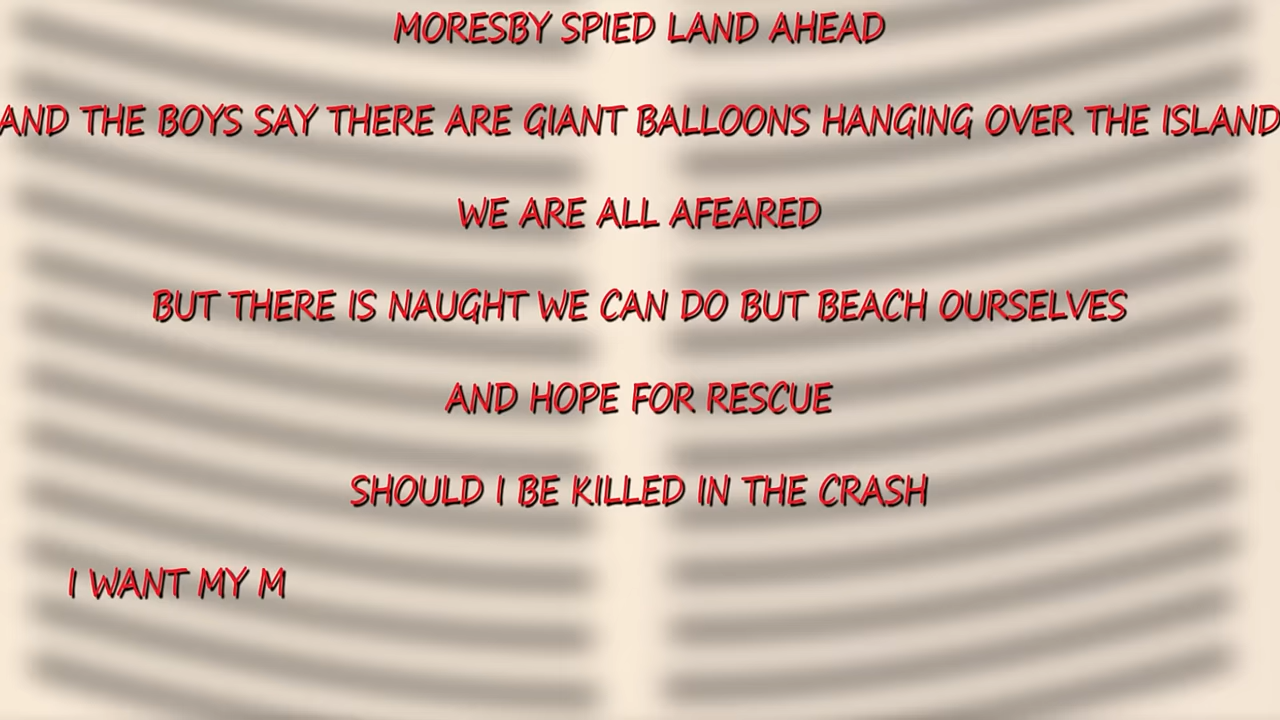 MORESBY SPIED LAND AHEAD
AND THE BOYS SAY THERE ARE GIANT BALLOONS HANGING OVER THE ISLAND
WE ARE ALL AFEARED
BUT THERE IS NAUGHT WE CAN DO BUT BEACH OURSELVES
AND HOPE FOR RESCUE
SHOULD I BE KILLED IN THE CRASH
I WANT MY M